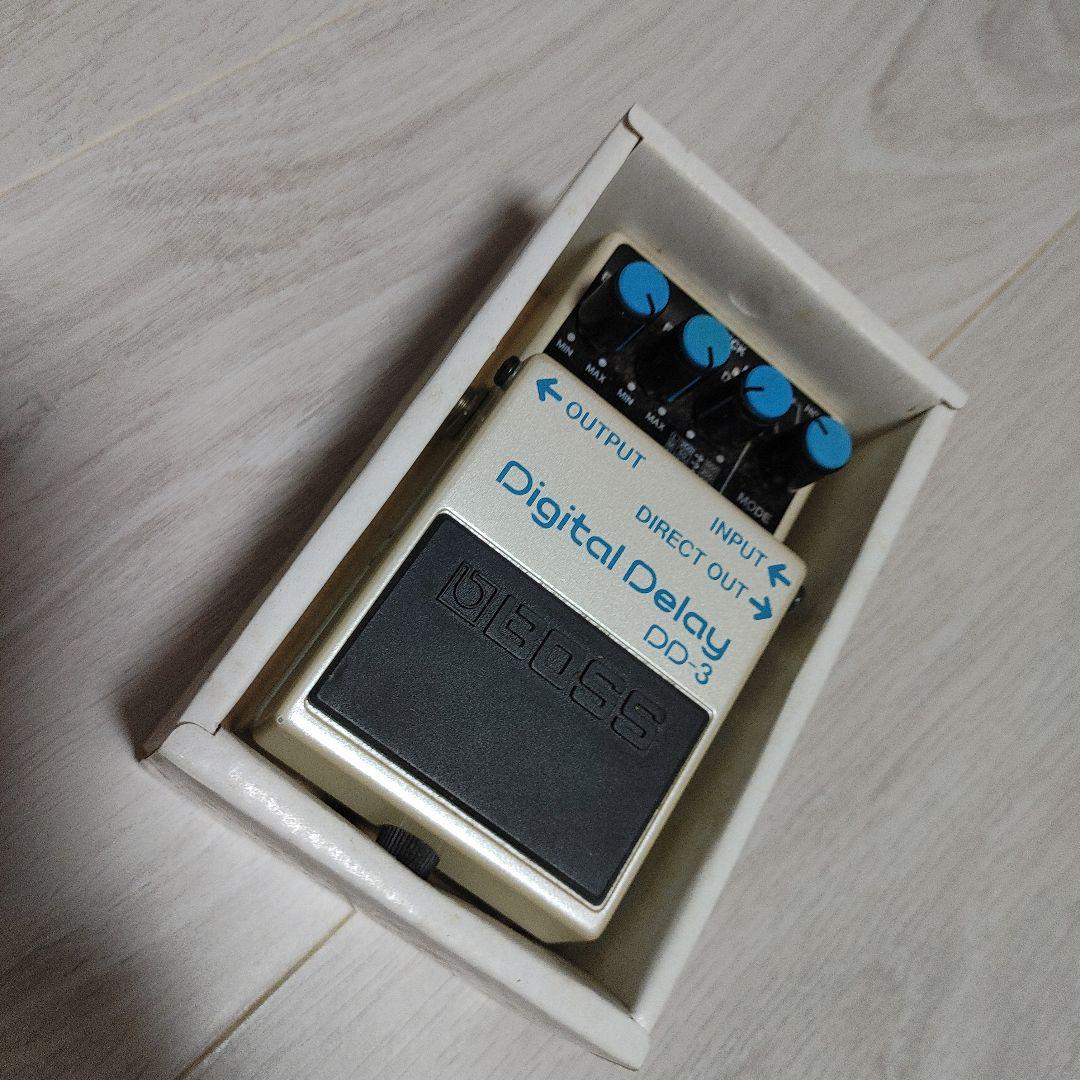 MIN
MAX
MIN
MAX
MODE
OUTPUT
INPUT
DIRECT OUT
Digital Delay
DD-3
BOSS